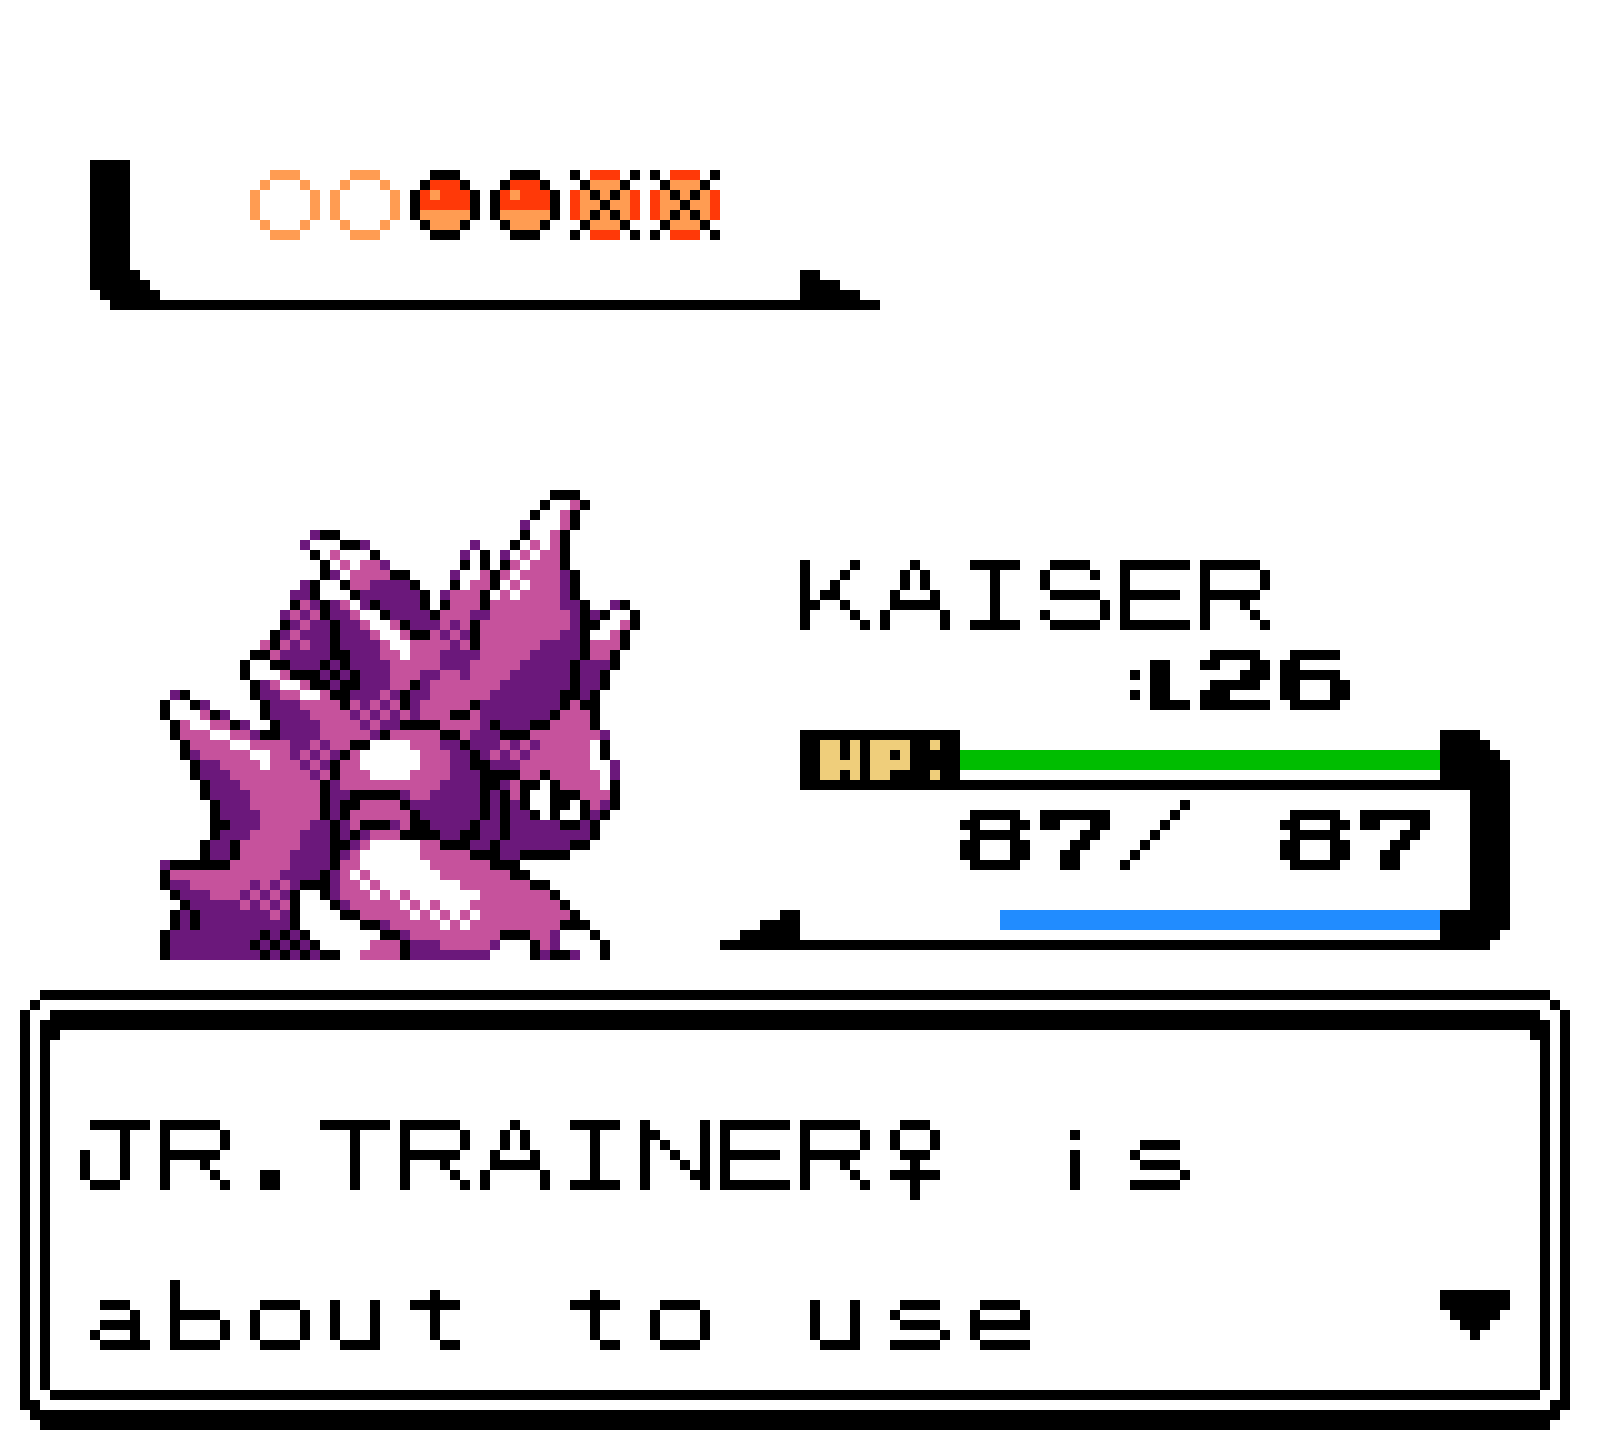 KAISER
:L26
HP:
87/ 87
JR.TRAINER♀ is
about to use